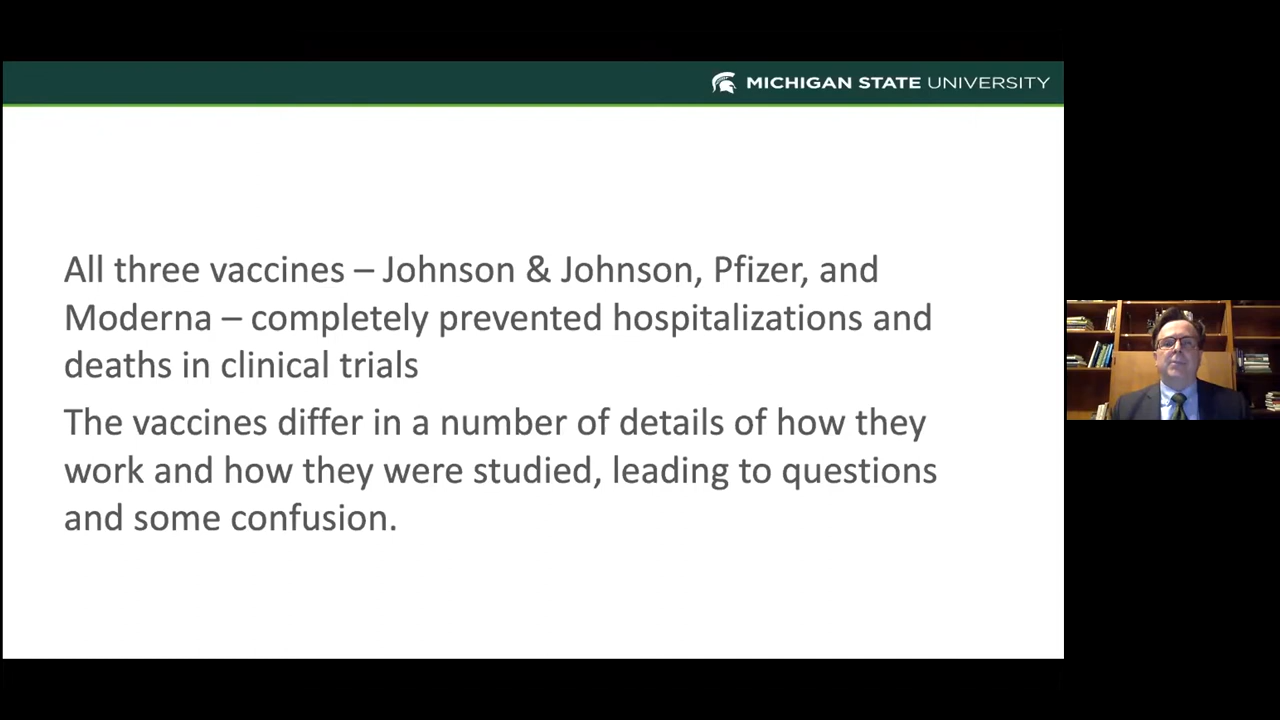 MICHIGAN STATE UNIVERSITY
All three vaccines – Johnson & Johnson, Pfizer, and
Moderna – completely prevented hospitalizations and
deaths in clinical trials
The vaccines differ in a number of details of how they
work and how they were studied, leading to questions
and some confusion.